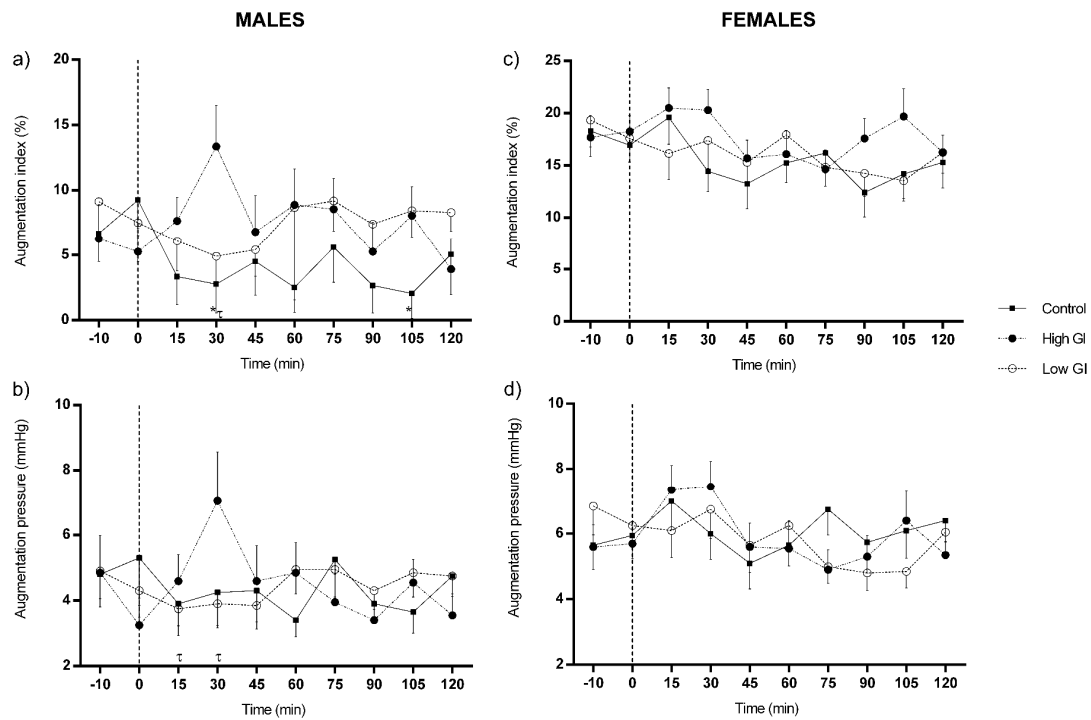 MALES
FEMALES
a)
20
15
10
5
0
Augmentation index (%)
* τ
*
-10 0 15 30 45 60 75 90 105 120
Time (min)
c)
25
20
15
10
5
0
Augmentation index (%)
-10 0 15 30 45 60 75 90 105 120
Time (min)
Control
High GI
Low GI
b)
10
8
6
4
2
Augmentation pressure (mmHg)
τ τ
-10 0 15 30 45 60 75 90 105 120
Time (min)
d)
10
8
6
4
2
Augmentation pressure (mmHg)
-10 0 15 30 45 60 75 90 105 120
Time (min)